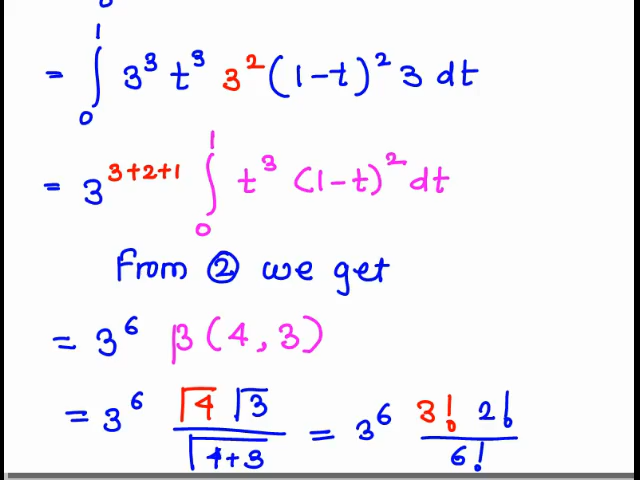 = ∫₀¹ 3³ t³ 3² (1-t)² 3 dt
= 3³⁺²⁺¹ ∫₀¹ t³ (1-t)² dt
From ② we get
= 3⁶ β(4, 3)
= 3⁶ (Γ4 Γ3)/(Γ4+3) = 3⁶ (3! 2!)/(6!)